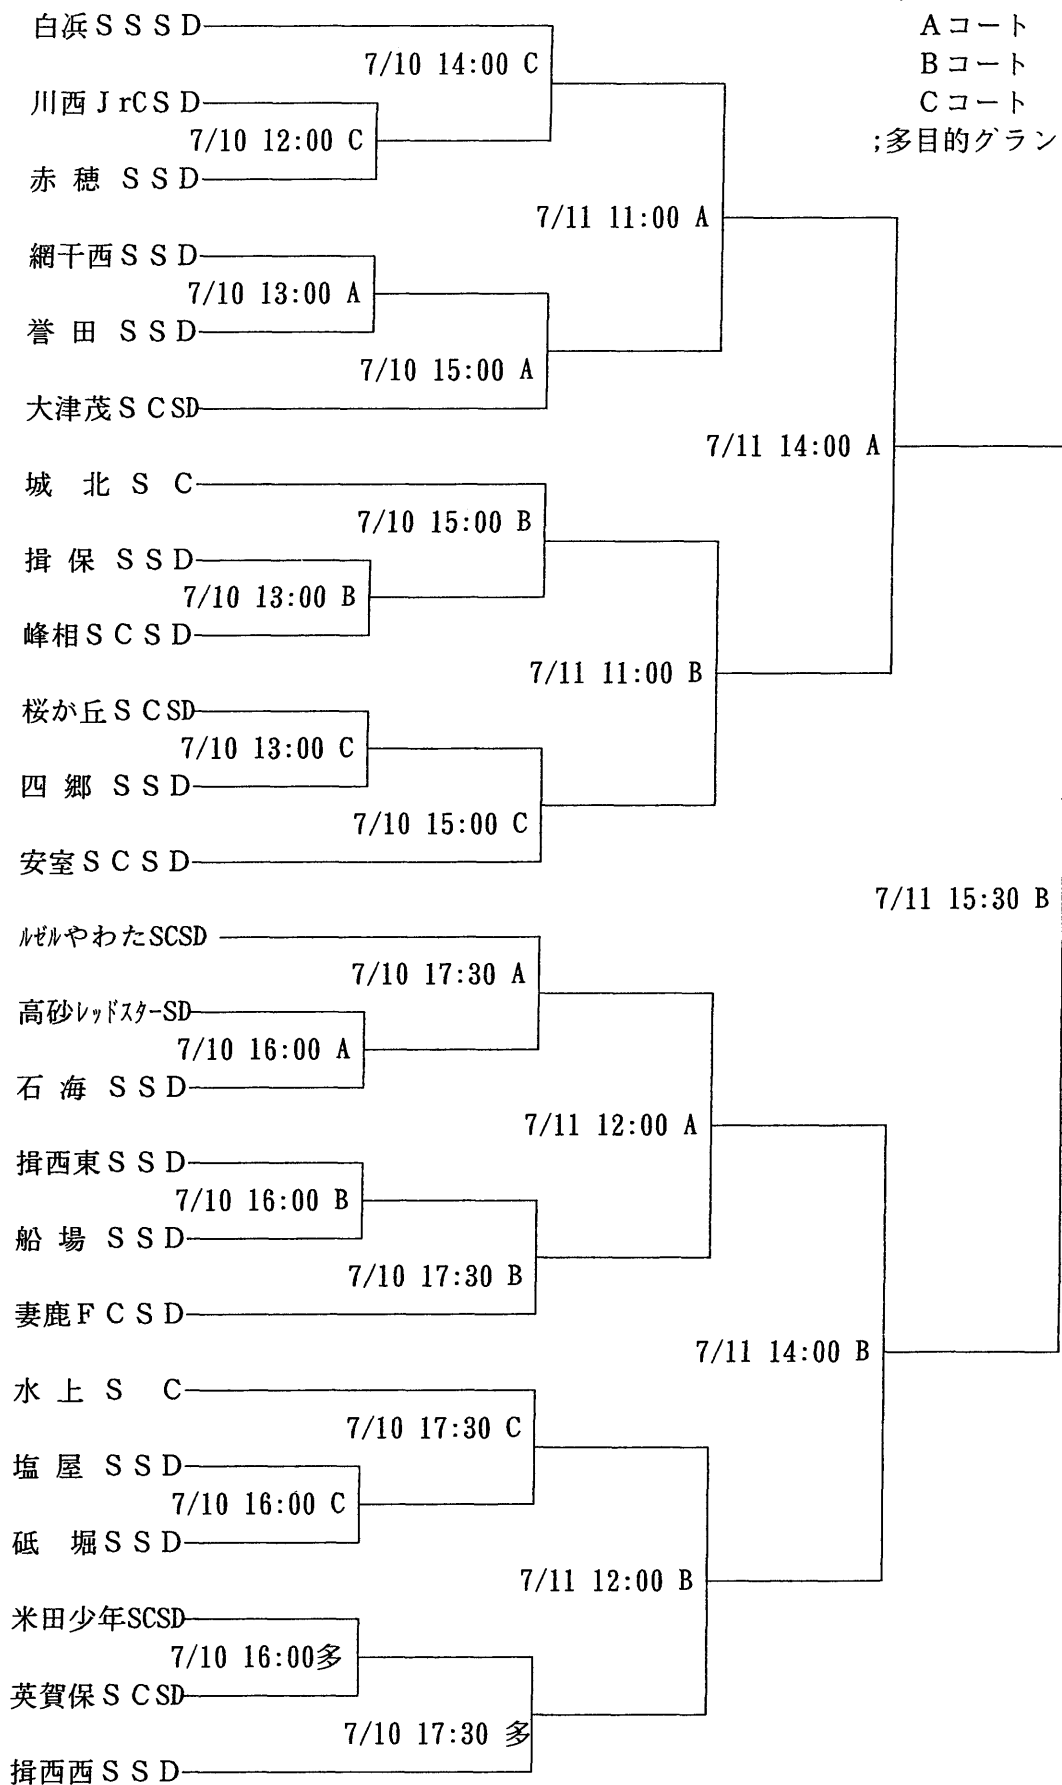 白浜ＳＳＳＤ
Ａコート
7/10 14:00 C
Ｂコート
川西ＪrCＳＤ
Ｃコート
7/10 12:00 C
;多目的グラン
赤穂 ＳＳＤ
7/11 11:00 A
網干西ＳＳＤ
7/10 13:00 A
誉田 ＳＳＤ
7/10 15:00 A
大津茂ＳＣSD
7/11 14:00 A
城北ＳＣ
7/10 15:00 B
揖保 ＳＳＤ
7/10 13:00 B
峰相ＳＣＳＤ
7/11 11:00 B
桜が丘ＳＣSD
7/10 13:00 C
四郷 ＳＳＤ
7/10 15:00 C
安室ＳＣＳＤ
7/11 15:30 B
ﾙｾﾞﾙやわたSCSD
7/10 17:30 A
高砂ﾚｯﾄﾞｽﾀｰSD
7/10 16:00 A
石海 ＳＳＤ
7/11 12:00 A
揖西東ＳＳＤ
7/10 16:00 B
船場 ＳＳＤ
7/10 17:30 B
妻鹿ＦＣＳＤ
7/11 14:00 B
水上Ｓ Ｃ
7/10 17:30 C
塩屋 ＳＳＤ
7/10 16:00 C
砥堀ＳＳＤ
7/11 12:00 B
米田少年SCSD
7/10 16:00多
英賀保ＳＣSD
7/10 17:30 多
揖西西ＳＳＤ